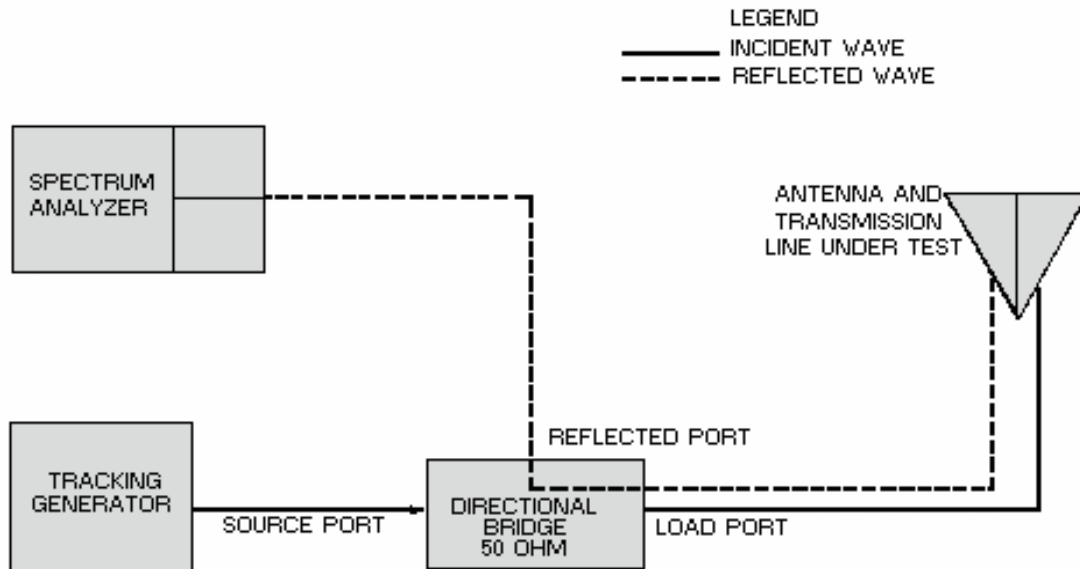 LEGEND
INCIDENT WAVE
REFLECTED WAVE
SPECTRUM
ANALYZER
ANTENNA AND
TRANSMISSION
LINE UNDER TEST
REFLECTED PORT
TRACKING
GENERATOR
SOURCE PORT
DIRECTIONAL
BRIDGE
50 OHM
LOAD PORT